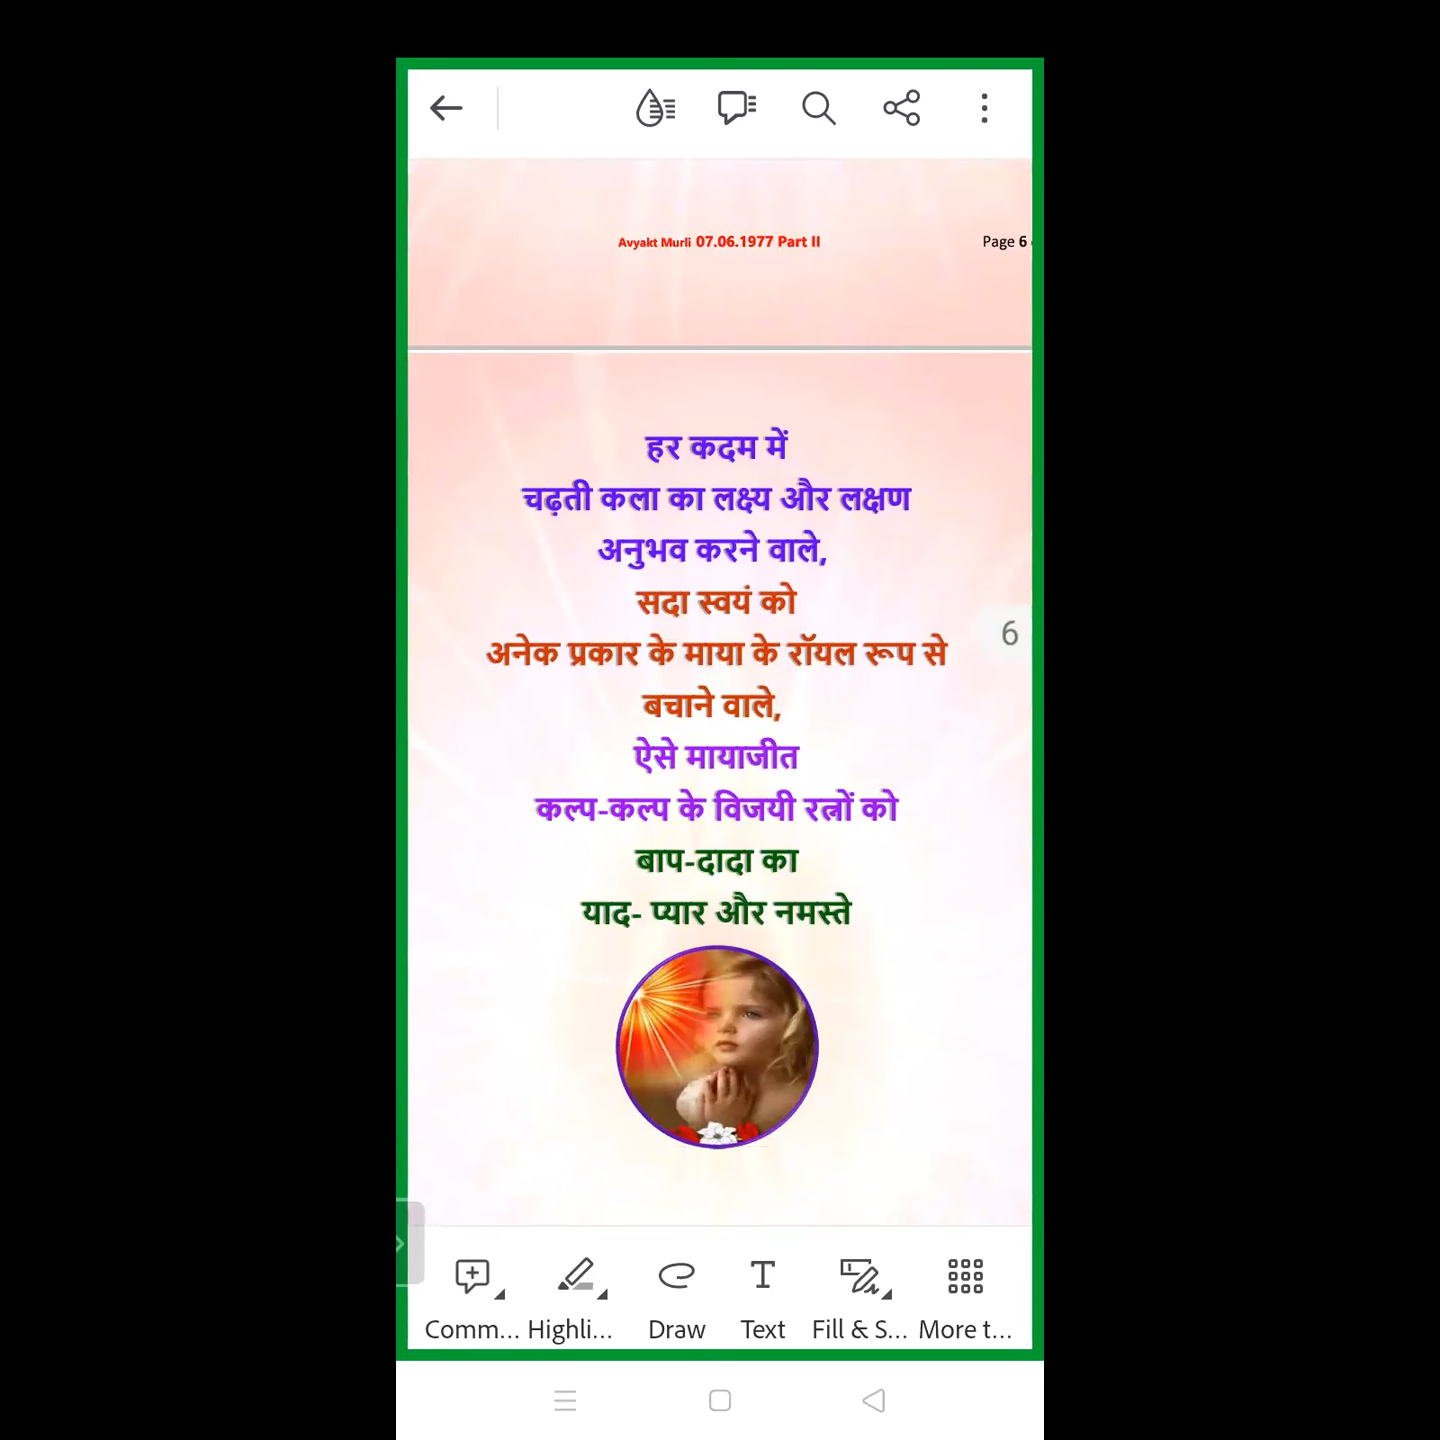 Avyakt Murli 07.06.1977 Part II
Page 6
हर कदम में
चढ़ती कला का लक्ष्य और लक्षण
अनुभव करने वाले,
सदा स्वयं को
अनेक प्रकार के माया के रॉयल रूप से
6
बचाने वाले,
ऐसे मायाजीत
कल्प-कल्प के विजयी रत्नों को
बाप-दादा का
याद- प्यार और नमस्ते
Comm... Highli... Draw Text Fill & S... More t...